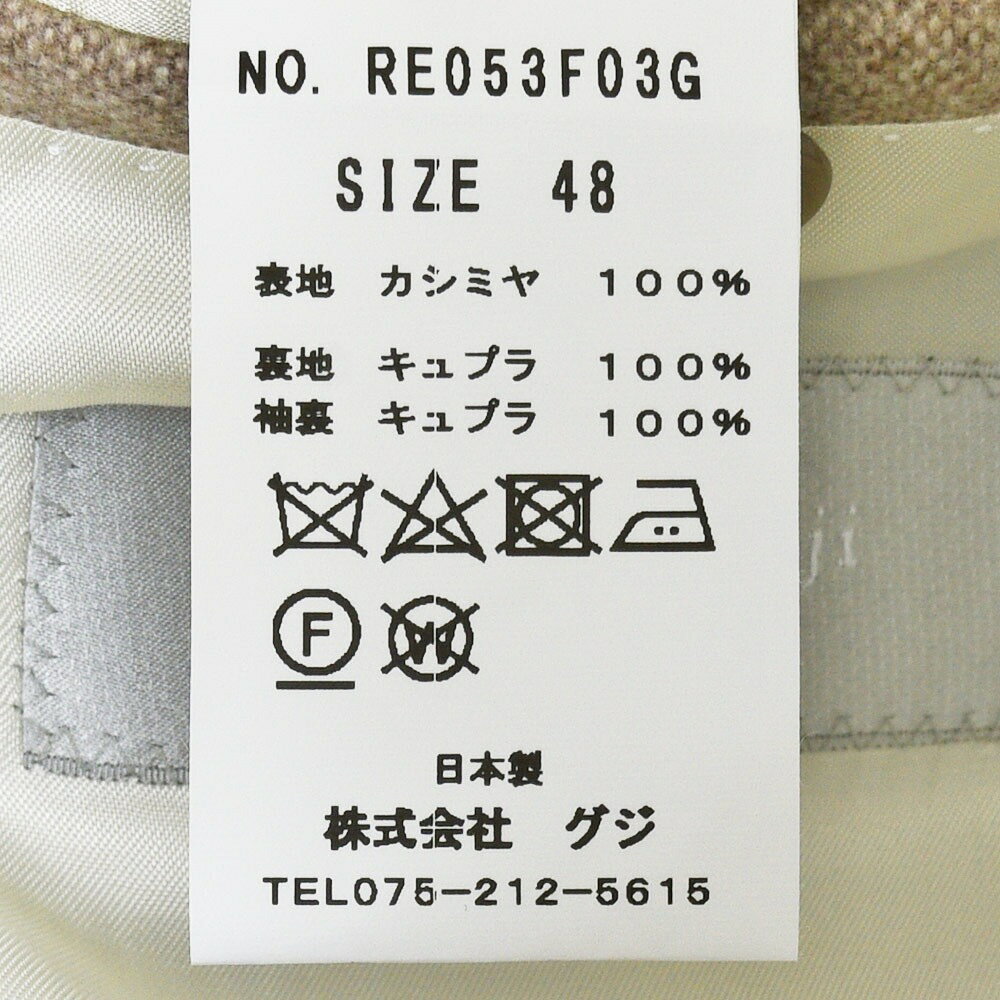 NO. RE053F03G
SIZE 48
表地 カシミヤ 100%
裏地 キュプラ 100%
袖裏 キュプラ 100%
F
W
日本製
株式会社 グジ
TEL075-212-5615
ji